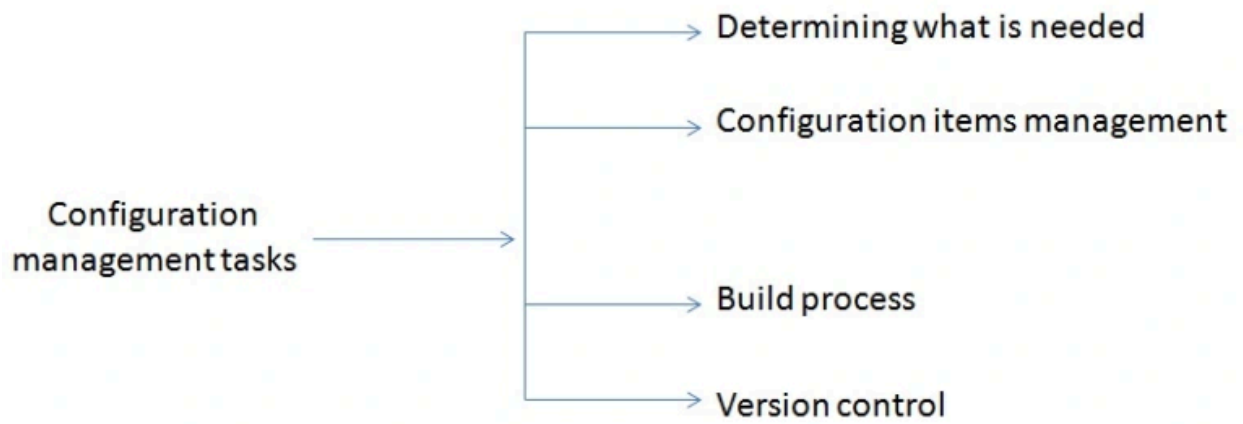 Determining what is needed
Configuration items management
Configuration
management tasks
Build process
Version control